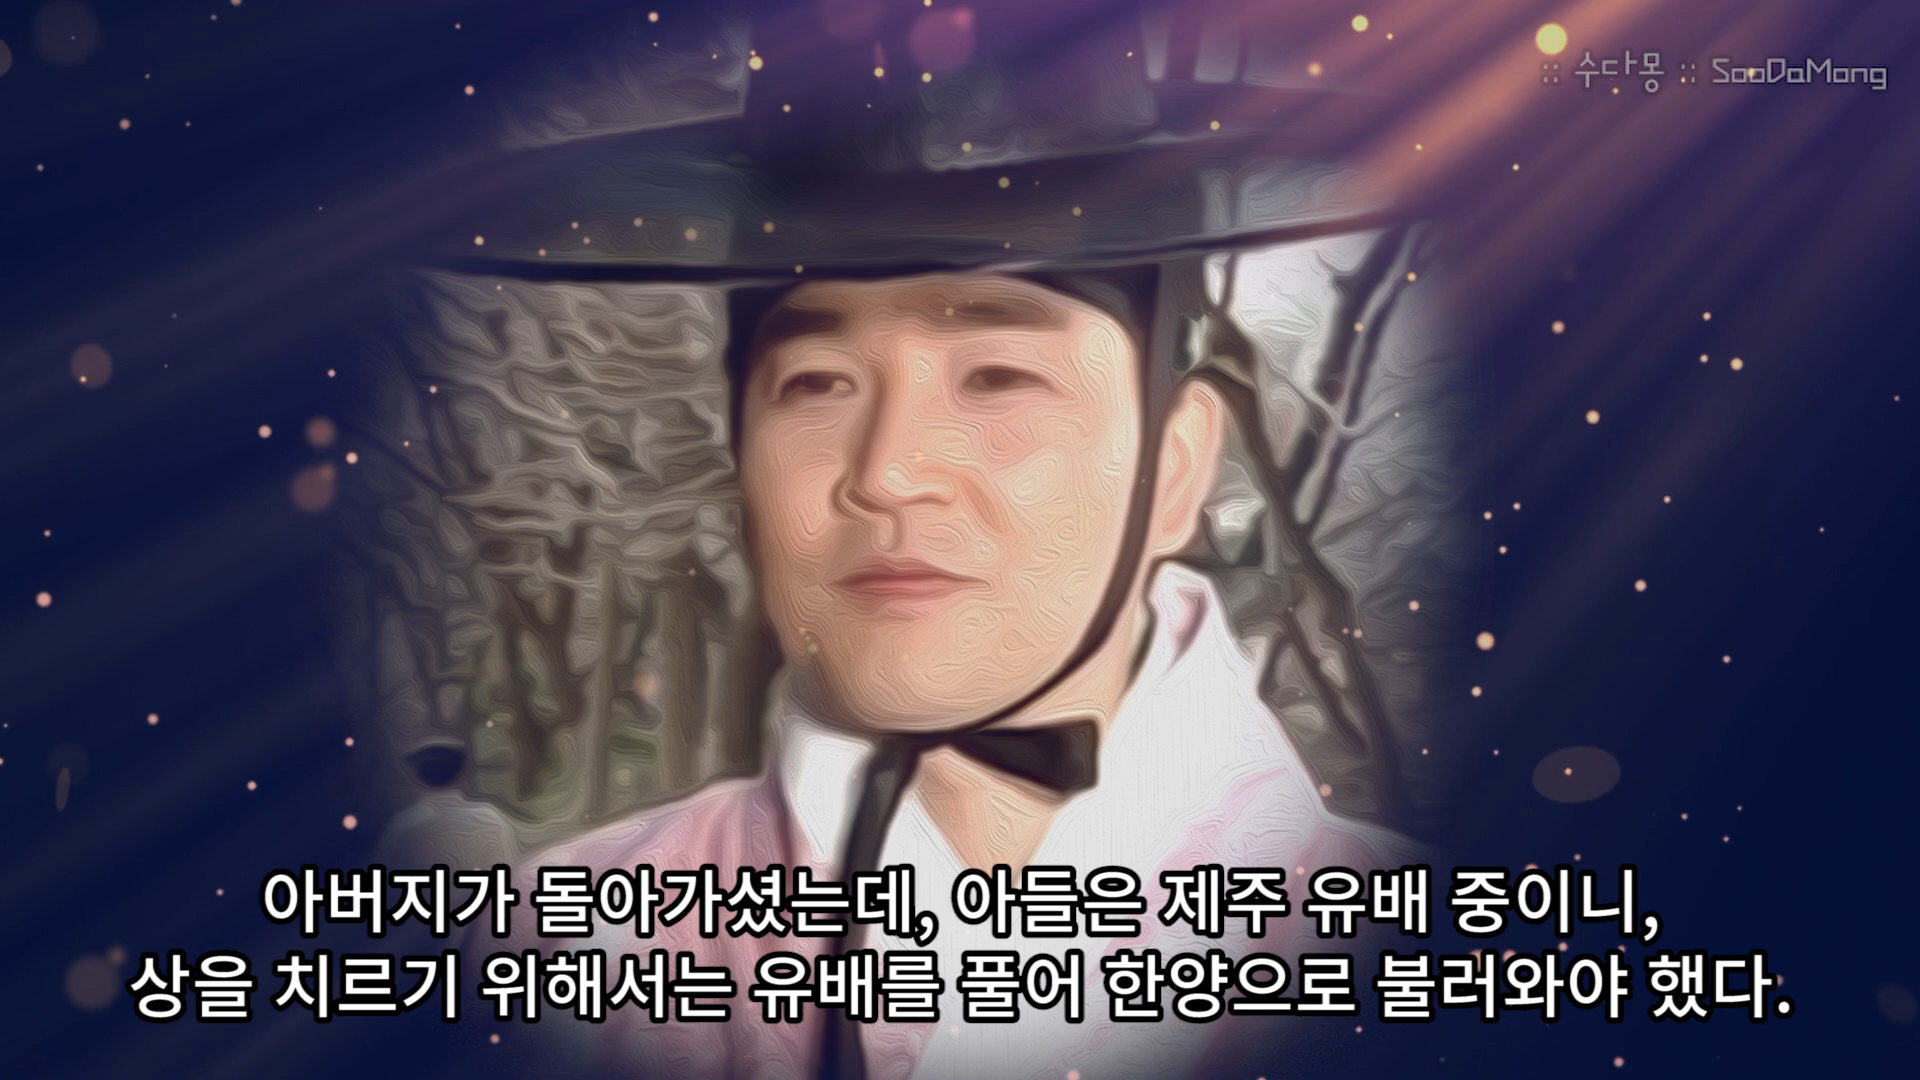 :: 수다몽 :: SooDaMong
아버지가 돌아가셨는데, 아들은 제주 유배 중이니,
상을 치르기 위해서는 유배를 풀어 한양으로 불러와야 했다.